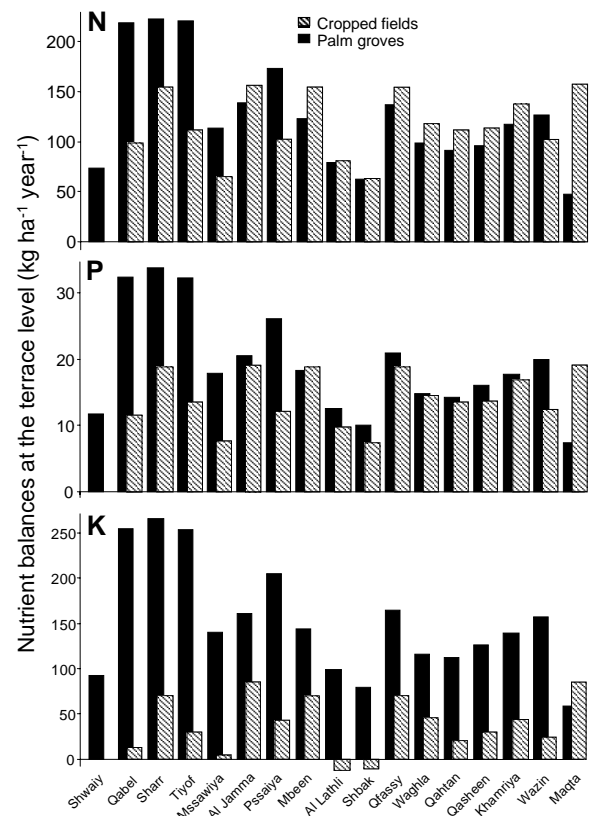 N
Cropped fields
Palm groves
200
150
100
50
0
P
30
20
10
0
K
250
200
150
100
50
0
Nutrient balances at the terrace level (kg ha⁻¹ year⁻¹)
Shwaiy
Qabel
Sharr
Tiyof
Mssawiya
Al Jamma
Pssaiya
Mbeen
Al Lathli
Shbak
Qfassy
Waghla
Qahtan
Qasheen
Khamriya
Wazin
Maqta